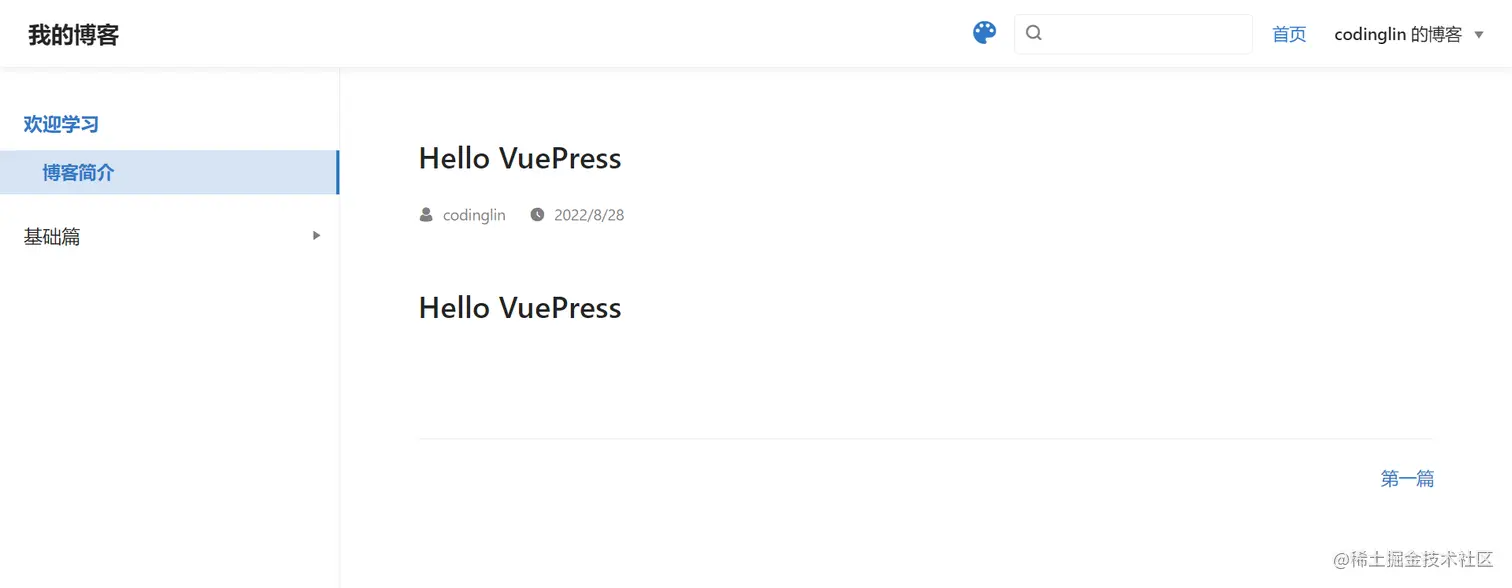 我的博客
首页
codinglin 的博客
欢迎学习
博客简介
基础篇
Hello VuePress
codinglin 2022/8/28
Hello VuePress
第一篇
@稀土掘金技术社区